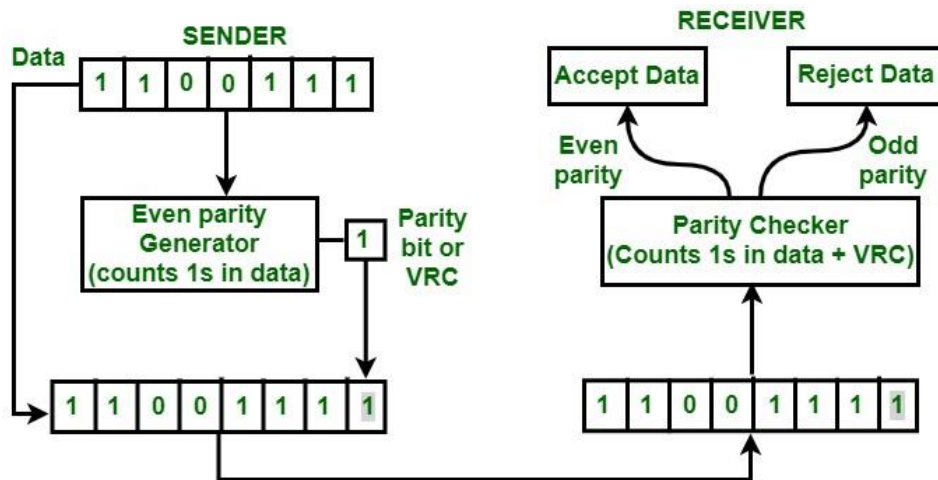 SENDER
Data
1 1 0 0 1 1 1
Even parity
Generator
(counts 1s in data)
1
Parity
bit or
VRC
1 1 0 0 1 1 1 1
RECEIVER
Accept Data
Reject Data
Even
parity
Odd
parity
Parity Checker
(Counts 1s in data + VRC)
1 1 0 0 1 1 1 1